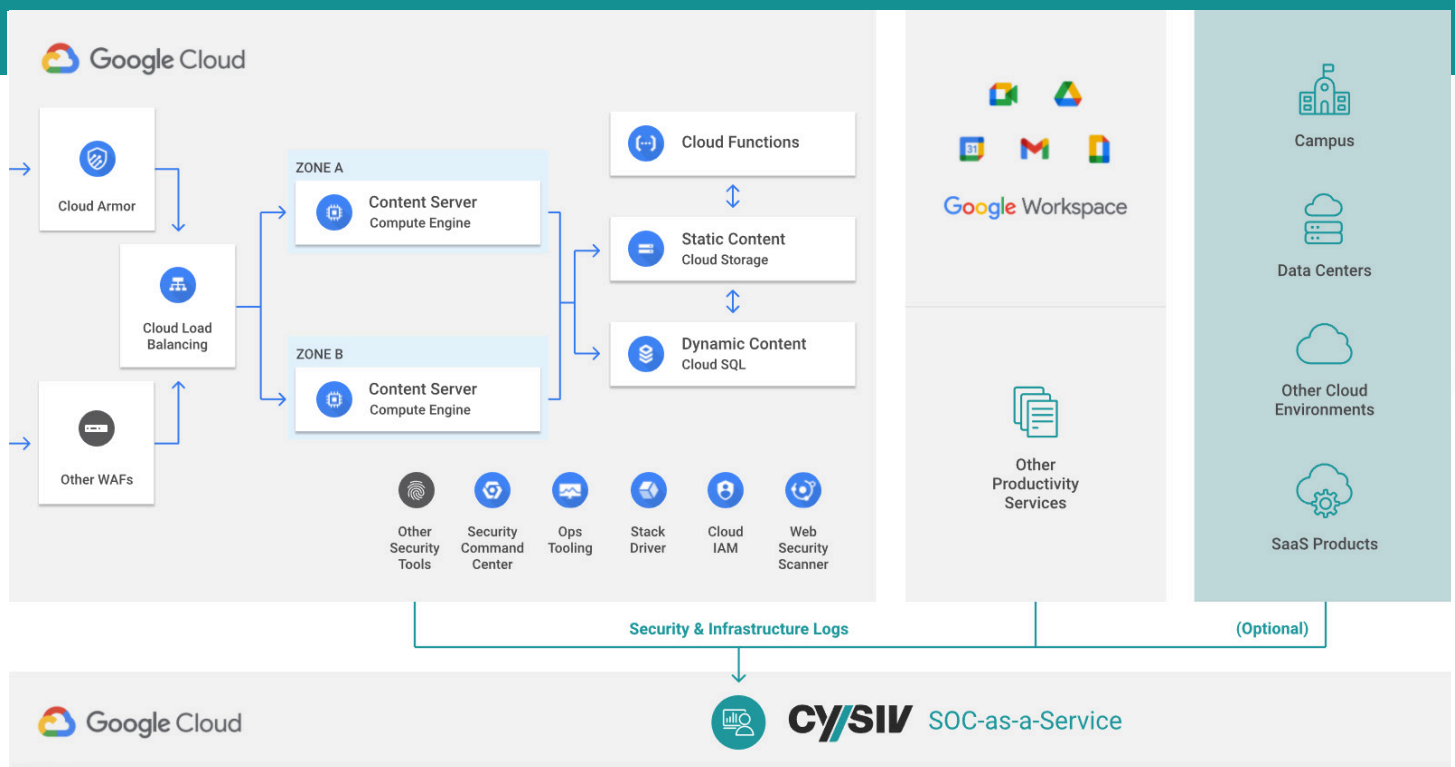 Google Cloud
Cloud Armor
Cloud Load
Balancing
Other WAFs
ZONE A
Content Server
Compute Engine
ZONE B
Content Server
Compute Engine
Cloud Functions
Static Content
Cloud Storage
Dynamic Content
Cloud SQL
Other
Security
Tools
Security
Command
Center
Ops
Tooling
Stack
Driver
Cloud
IAM
Web
Security
Scanner
31
Google Workspace
Other
Productivity
Services
Campus
Data Centers
Other Cloud
Environments
SaaS Products
Security & Infrastructure Logs
(Optional)
Google Cloud
CYSIV SOC-as-a-Service